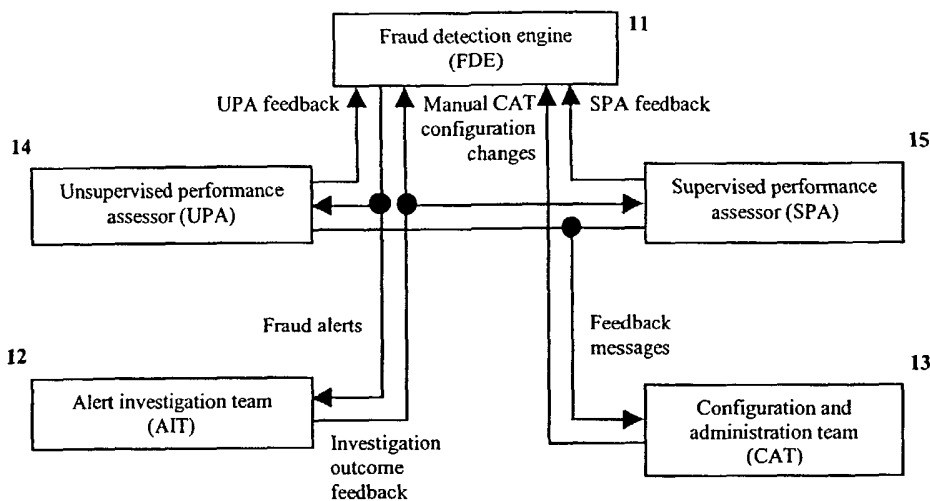 11
Fraud detection engine
(FDE)
UPA feedback
Manual CAT
configuration
changes
SPA feedback
14
15
Unsupervised performance
assessor (UPA)
Supervised performance
assessor (SPA)
Fraud alerts
Feedback
messages
12
13
Alert investigation team
(AIT)
Configuration and
administration team
(CAT)
Investigation
outcome
feedback